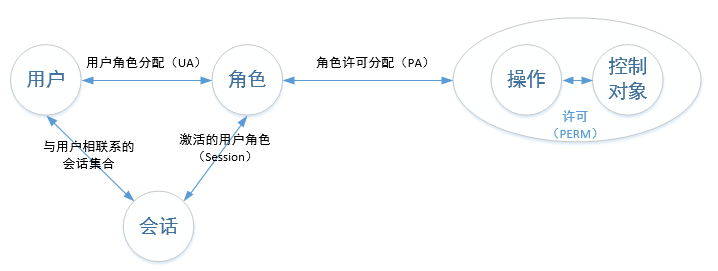 用户角色分配（UA）
角色许可分配（PA）
用户
角色
操作
控制
对象
许可
（PERM）
与用户相联系的
会话集合
激活的用户角色
（Session）
会话